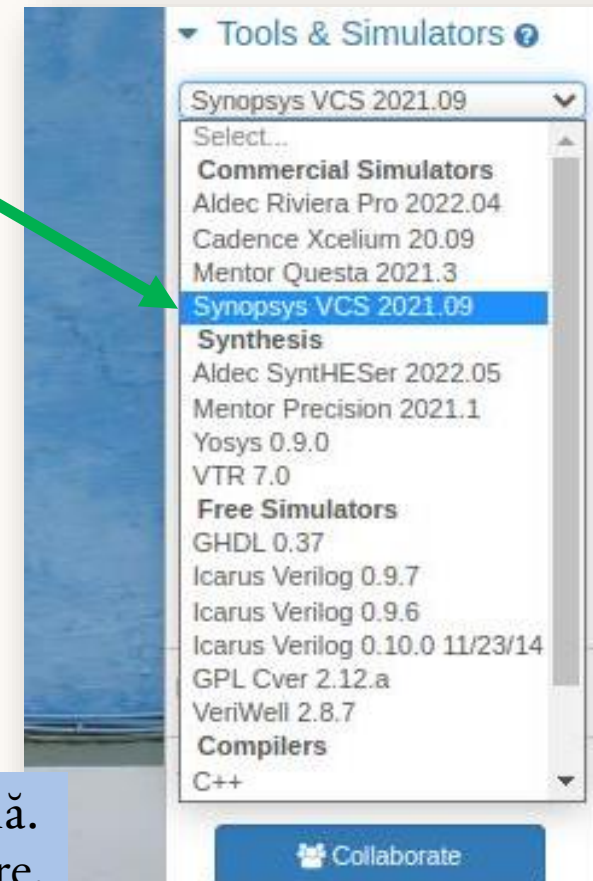 Tools & Simulators
Synopsys VCS 2021.09
Select...
Commercial Simulators
Aldec Riviera Pro 2022.04
Cadence Xcelium 20.09
Mentor Questa 2021.3
Synopsys VCS 2021.09
Synthesis
Aldec SyntHESer 2022.05
Mentor Precision 2021.1
Yosys 0.9.0
VTR 7.0
Free Simulators
GHDL 0.37
Icarus Verilog 0.9.7
Icarus Verilog 0.9.6
Icarus Verilog 0.10.0 11/23/14
GPL Cver 2.12.a
VeriWell 2.8.7
Compilers
C++
Collaborate